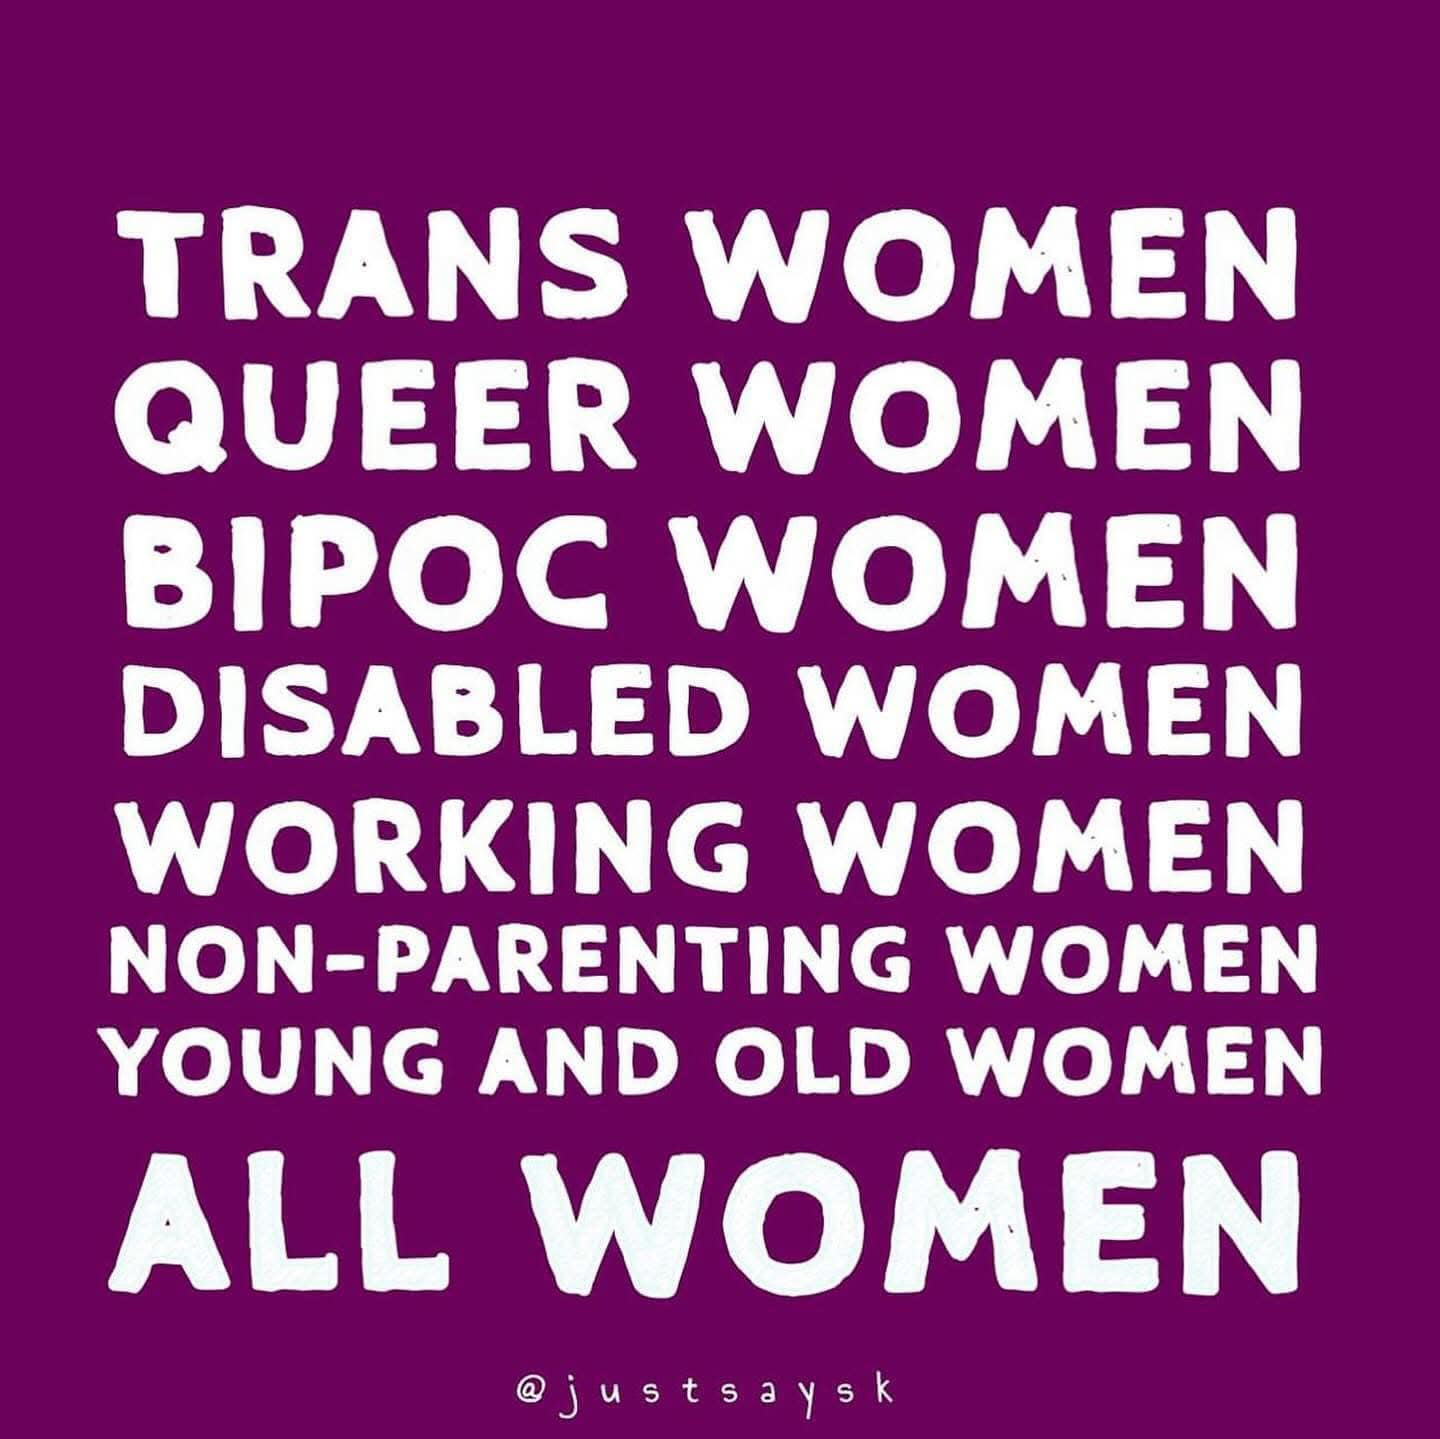 TRANS WOMEN
QUEER WOMEN
BIPOC WOMEN
DISABLED WOMEN
WORKING WOMEN
NON-PARENTING WOMEN
YOUNG AND OLD WOMEN
ALL WOMEN
@justsaysk